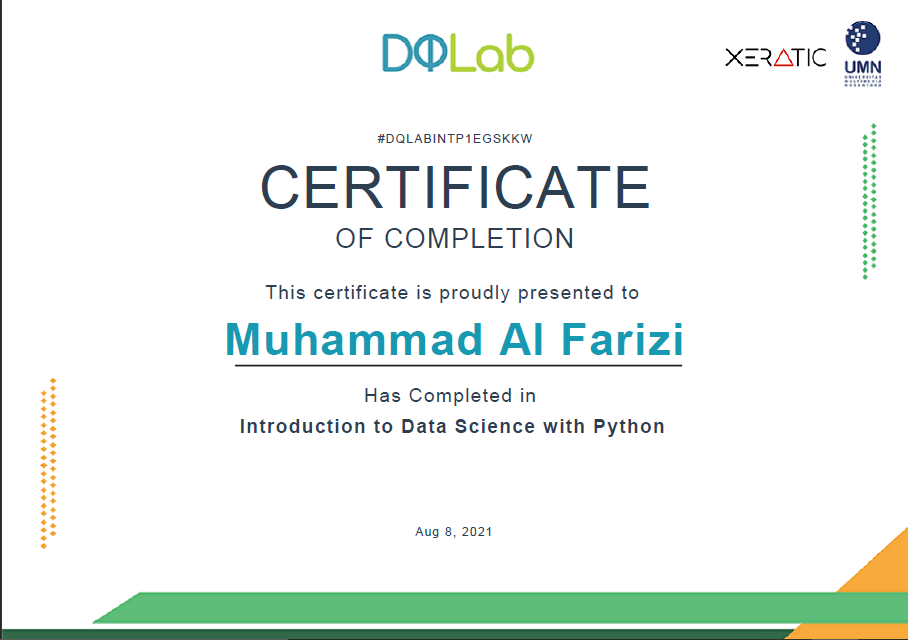 DQLab
XERATIC
UMN
UNIVERSITAS
MULTIMEDIA
NUSANTARA
#DQLABINTP1EGSKKW
CERTIFICATE
OF COMPLETION
This certificate is proudly presented to
Muhammad Al Farizi
Has Completed in
Introduction to Data Science with Python
Aug 8, 2021